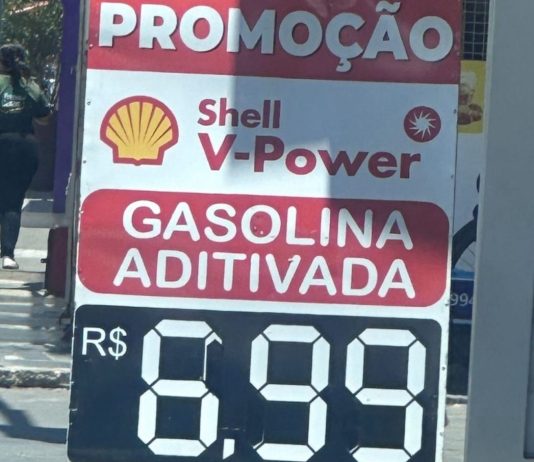 PROMOÇÃO
Shell
V-Power
GASOLINA
ADITIVADA
R$ 6,99